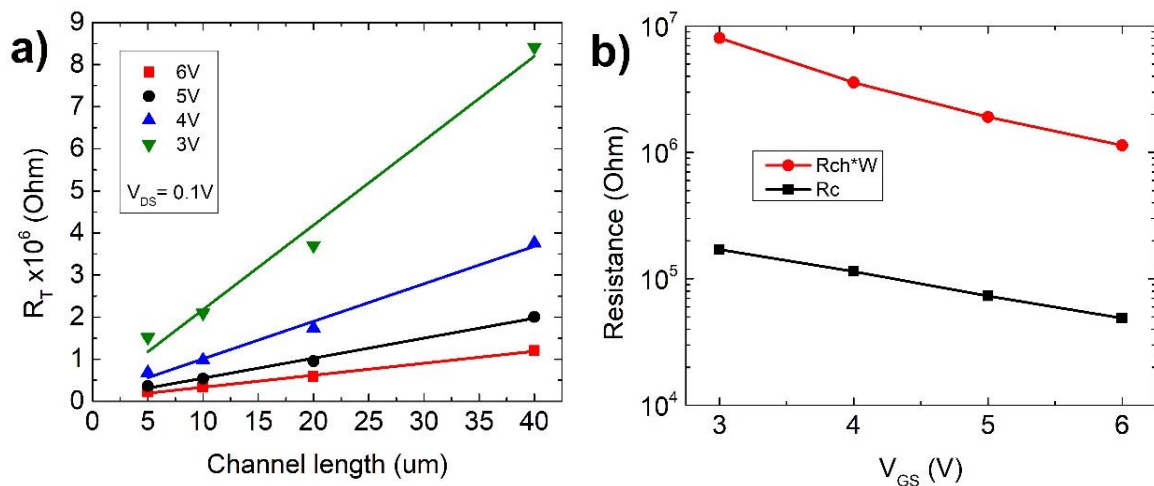 a)
R_T x10^6 (Ohm)
9
8
7
6
5
4
3
2
1
0
6V
5V
4V
3V
V_DS= 0.1V
0 5 10 15 20 25 30 35 40
Channel length (um)
b)
Resistance (Ohm)
10^7
10^6
10^5
10^4
Rch*W
Rc
3 4 5 6
V_GS (V)